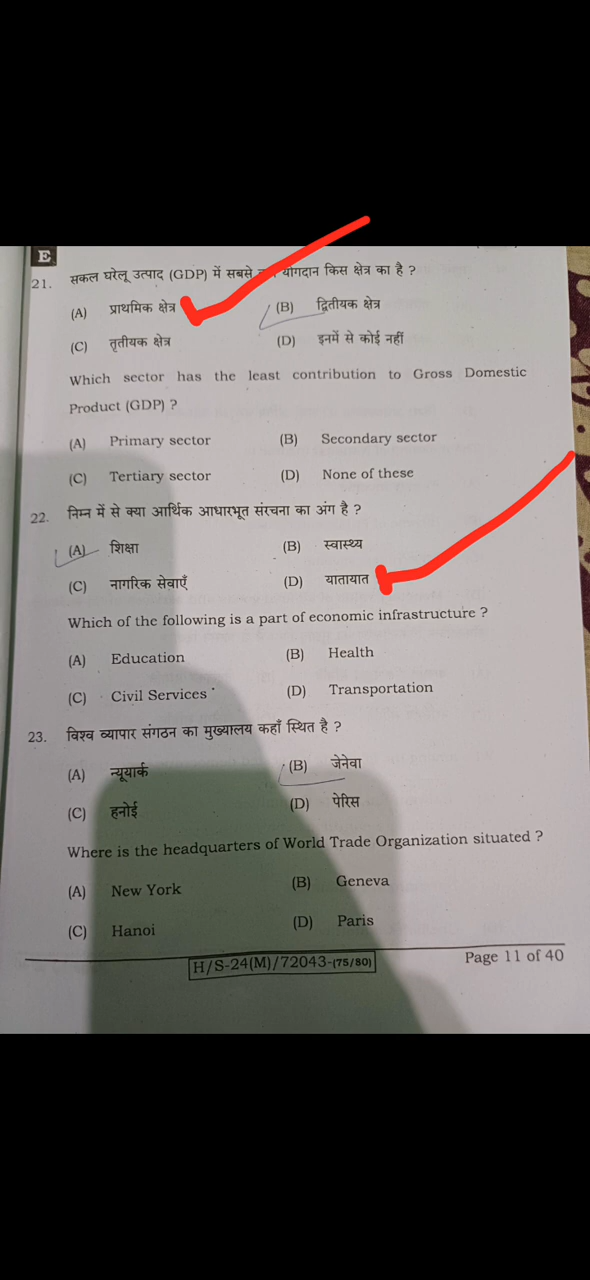 E
21. सकल घरेलू उत्पाद (GDP) में सबसे योगदान किस क्षेत्र का है ?
(A) प्राथमिक क्षेत्र (B) द्वितीयक क्षेत्र
(C) तृतीयक क्षेत्र (D) इनमें से कोई नहीं
Which sector has the least contribution to Gross Domestic
Product (GDP) ?
(A) Primary sector (B) Secondary sector
(C) Tertiary sector (D) None of these
22. निम्न में से क्या आर्थिक आधारभूत संरचना का अंग है ?
(A) शिक्षा (B) स्वास्थ्य
(C) नागरिक सेवाएँ (D) यातायात
Which of the following is a part of economic infrastructure ?
(A) Education (B) Health
(C) Civil Services (D) Transportation
23. विश्व व्यापार संगठन का मुख्यालय कहाँ स्थित है ?
(A) न्यूयार्क (B) जेनेवा
(C) हनोई (D) पेरिस
Where is the headquarters of World Trade Organization situated ?
(A) New York (B) Geneva
(C) Hanoi (D) Paris
H/S-24(M)/72043-(75/80) Page 11 of 40